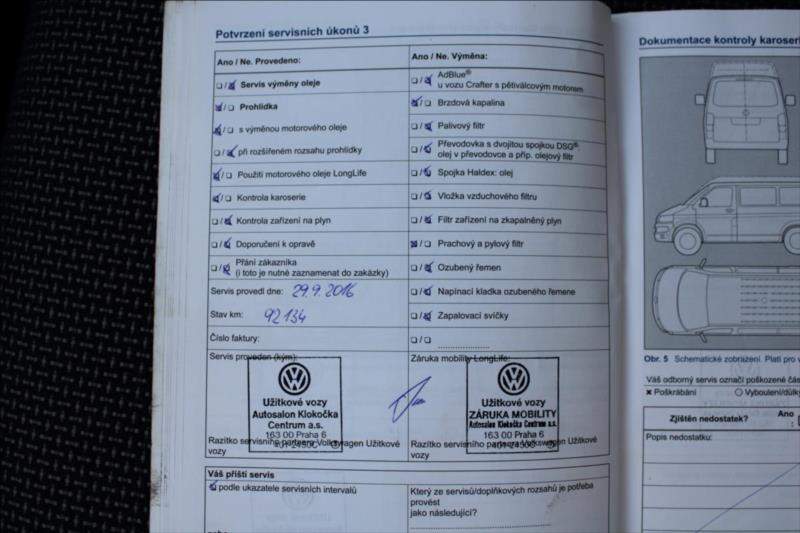 Potvrzení servisních úkonů 3
Ano / Ne. Provedeno:
Servis výměny oleje
Prohlídka
s výměnou motorového oleje
při rozšířeném rozsahu prohlídky
Použití motorového oleje LongLife
Kontrola karoserie
Kontrola zařízení na plyn
Doporučení k opravě
Přání zákazníka
(i toto je nutné zaznamenat do zakázky)
Servis provedl dne: 29.9.2016
Stav km: 92134
Číslo faktury:
Servis proveden (kým):
Užitkové vozy
Autosalon Klokočka
Centrum a.s.
163 00 Praha 6
Razítko servisního partnera Volkswagen Užitkové
vozy
Ano / Ne. Výměna:
AdBlue®
u vozu Crafter s pětiválcovým motorem
Brzdová kapalina
Palivový filtr
Převodovka s dvojitou spojkou DSG®,
olej v převodovce a příp. olejový filtr
Spojka Haldex: olej
Vložka vzduchového filtru
Filtr zařízení na zkapalněný plyn
Prachový a pylový filtr
Ozubený řemen
Napínací kladka ozubeného řemene
Zapalovací svíčky
Záruka mobility LongLife:
Užitkové vozy
ZÁRUKA MOBILITY
Autosalon Klokočka Centrum a.s.
163 00 Praha 6
Razítko servisního partnera Volkswagen Užitkové
vozy
Váš příští servis
podle ukazatele servisních intervalů
Který ze servisů/doplňkových rozsahů je potřeba
provést
jako následující?
Dokumentace kontroly karoserie
Obr. 5 Schematické zobrazení. Platí pro
Váš odborný servis označí poškozené
Poškrábání
Vyboulení/důlky
Zjištěn nedostatek? Ano
Popis nedostatku: